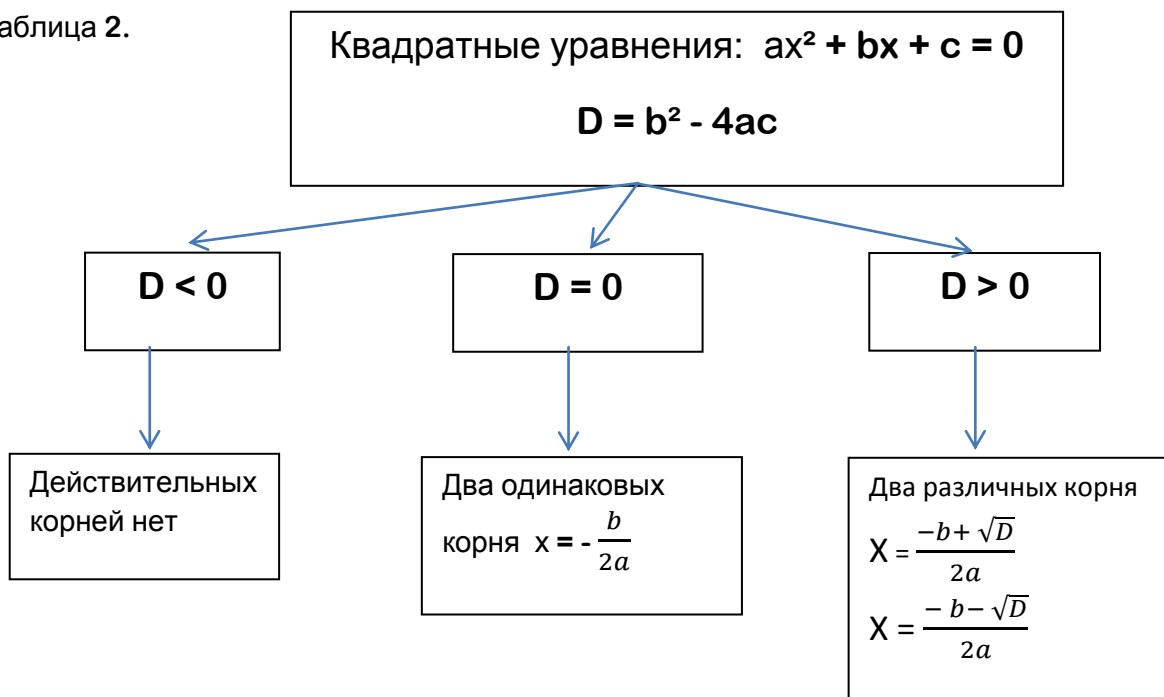 аблица 2.
Квадратные уравнения: ax² + bx + c = 0
D = b² - 4ac
D < 0
D = 0
D > 0
Действительных
корней нет
Два одинаковых
корня x = - b/2a
Два различных корня
X = (-b+ √D)/2a
X = (- b- √D)/2a